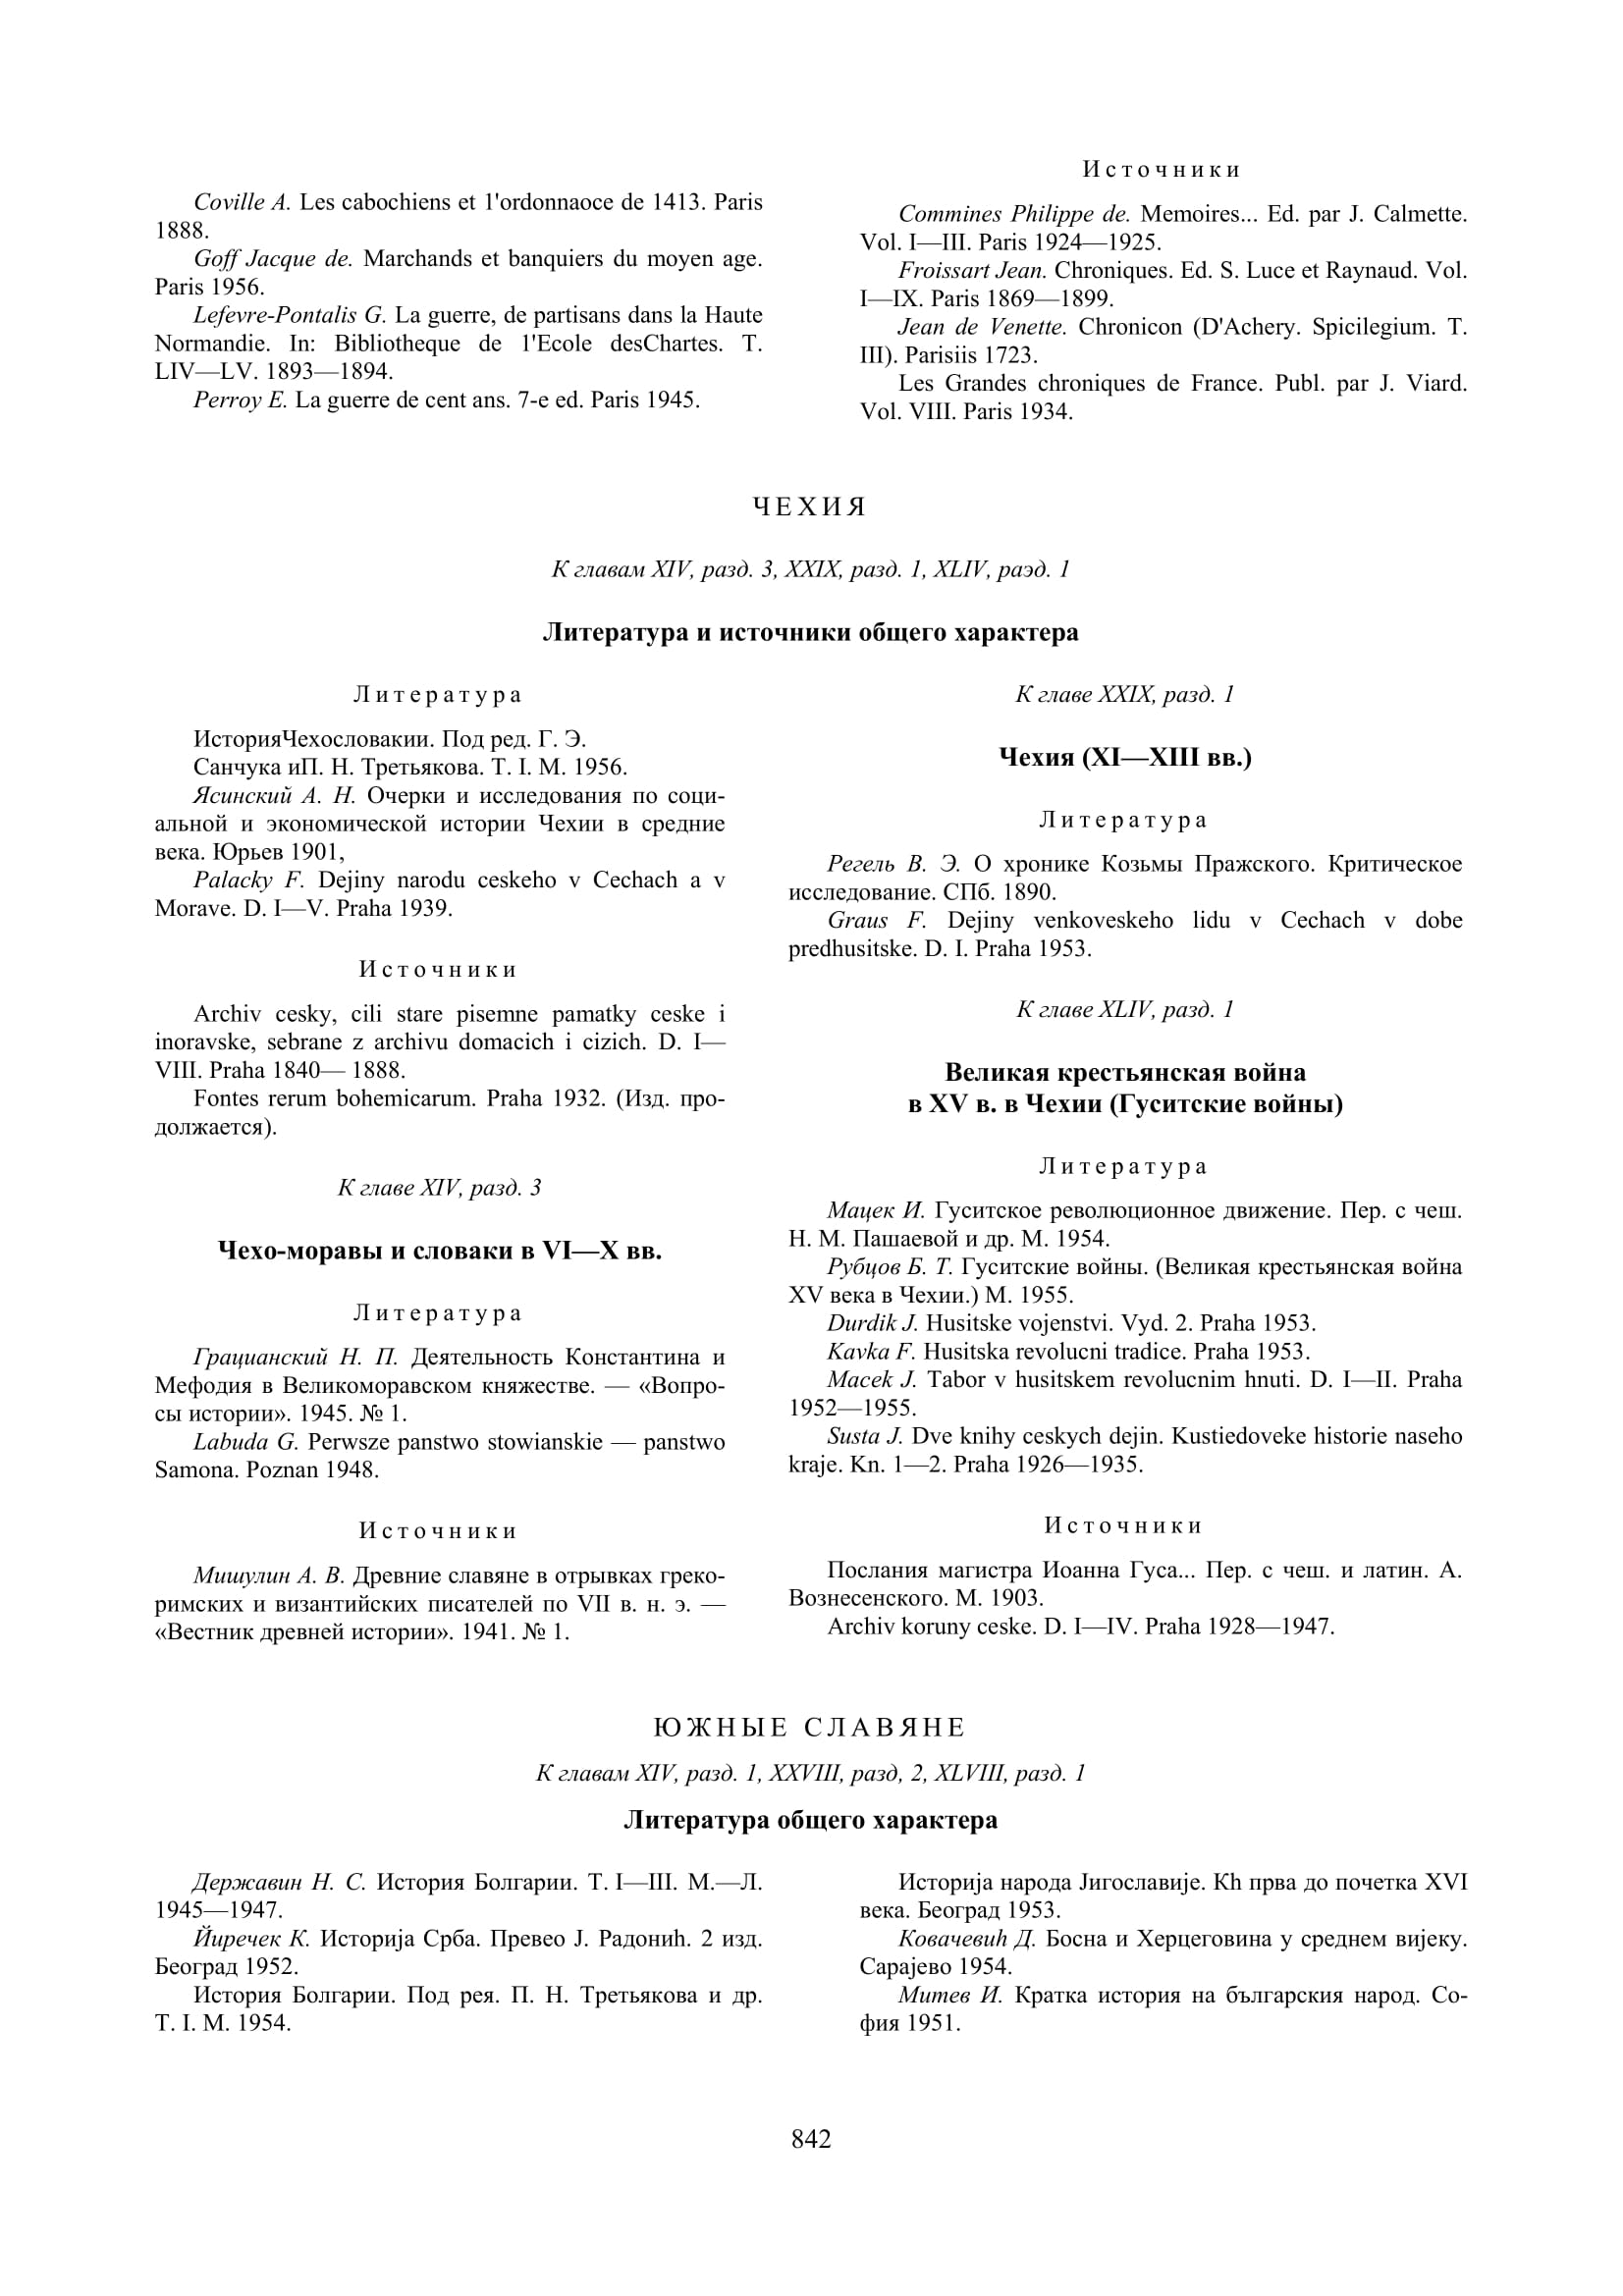 Coville A. Les cabochiens et l'ordonnaoce de 1413. Paris
1888.
Goff Jacque de. Marchands et banquiers du moyen age.
Paris 1956.
Lefevre-Pontalis G. La guerre, de partisans dans la Haute
Normandie. In: Bibliotheque de l'Ecole desChartes. T.
LIV—LV. 1893—1894.
Perroy E. La guerre de cent ans. 7-e ed. Paris 1945.
Источники
Commines Philippe de. Memoires... Ed. par J. Calmette.
Vol. I—III. Paris 1924—1925.
Froissart Jean. Chroniques. Ed. S. Luce et Raynaud. Vol.
I—IX. Paris 1869—1899.
Jean de Venette. Chronicon (D'Achery. Spicilegium. T.
III). Parisiis 1723.
Les Grandes chroniques de France. Publ. par J. Viard.
Vol. VIII. Paris 1934.
ЧЕХИЯ
К главам XIV, разд. 3, XXIX, разд. 1, XLIV, раэд. 1
Литература и источники общего характера
Литература
ИсторияЧехословакии. Под ред. Г. Э.
Санчука иП. Н. Третьякова. Т. I. М. 1956.
Ясинский А. Н. Очерки и исследования по соци-
альной и экономической истории Чехии в средние
века. Юрьев 1901,
Palacky F. Dejiny narodu ceskeho v Cechach a v
Morave. D. I—V. Praha 1939.
Источники
Archiv cesky, cili stare pisemne pamatky ceske i
inoravske, sebrane z archivu domacich i cizich. D. I—
VIII. Praha 1840— 1888.
Fontes rerum bohemicarum. Praha 1932. (Изд. про-
должается).
К главе XIV, разд. 3
Чехо-моравы и словаки в VI—X вв.
Литература
Грацианский Н. П. Деятельность Константина и
Мефодия в Великоморавском княжестве. — «Вопро-
сы истории». 1945. № 1.
Labuda G. Perwsze panstwo stowianskie — panstwo
Samona. Poznan 1948.
Источники
Мишулин А. В. Древние славяне в отрывках греко-
римских и византийских писателей по VII в. н. э. —
«Вестник древней истории». 1941. № 1.
К главе XXIX, разд. 1
Чехия (XI—XIII вв.)
Литература
Регель В. Э. О хронике Козьмы Пражского. Критическое
исследование. СПб. 1890.
Graus F. Dejiny venkoveskeho lidu v Cechach v dobe
predhusitske. D. I. Praha 1953.
К главе XLIV, разд. 1
Великая крестьянская война
в XV в. в Чехии (Гуситские войны)
Литература
Мацек И. Гуситское революционное движение. Пер. с чеш.
Н. М. Пашаевой и др. М. 1954.
Рубцов Б. Т. Гуситские войны. (Великая крестьянская война
XV века в Чехии.) М. 1955.
Durdik J. Husitske vojenstvi. Vyd. 2. Praha 1953.
Kavka F. Husitska revolucni tradice. Praha 1953.
Macek J. Tabor v husitskem revolucnim hnuti. D. I—II. Praha
1952—1955.
Susta J. Dve knihy ceskych dejin. Kustiedoveke historie naseho
kraje. Kn. 1—2. Praha 1926—1935.
Источники
Послания магистра Иоанна Гуса... Пер. с чеш. и латин. А.
Вознесенского. М. 1903.
Archiv koruny ceske. D. I—IV. Praha 1928—1947.
ЮЖНЫЕ СЛАВЯНЕ
К главам XIV, разд. 1, XXVIII, разд, 2, XLVIII, разд. 1
Литература общего характера
Державин Н. С. История Болгарии. Т. I—III. М.—Л.
1945—1947.
Йиречек К. Историја Срба. Превео J. Радониh. 2 изд.
Београд 1952.
История Болгарии. Под рея. П. Н. Третьякова и др.
Т. I. М. 1954.
Историја народа Јигославије. Kh прва до почетка XVI
века. Београд 1953.
Ковачевиħ Д. Босна и Херцеговина у среднем вијеку.
Сарајево 1954.
Митев И. Кратка история на българския народ. Со-
фия 1951.
842